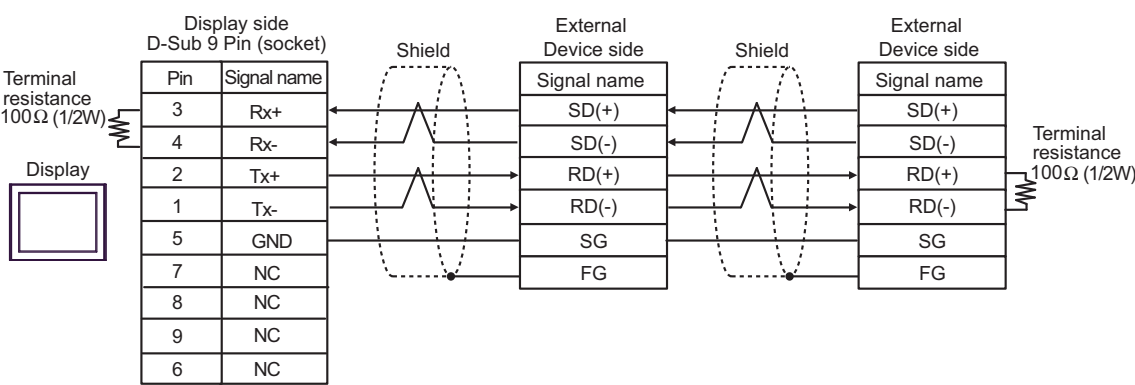 Display side
D-Sub 9 Pin (socket)
Pin Signal name
3 Rx+
4 Rx-
2 Tx+
1 Tx-
5 GND
7 NC
8 NC
9 NC
6 NC
Terminal
resistance
100Ω (1/2W)
Display
Shield
External
Device side
Signal name
SD(+)
SD(-)
RD(+)
RD(-)
SG
FG
Shield
External
Device side
Signal name
SD(+)
SD(-)
RD(+)
RD(-)
SG
FG
Terminal
resistance
100Ω (1/2W)